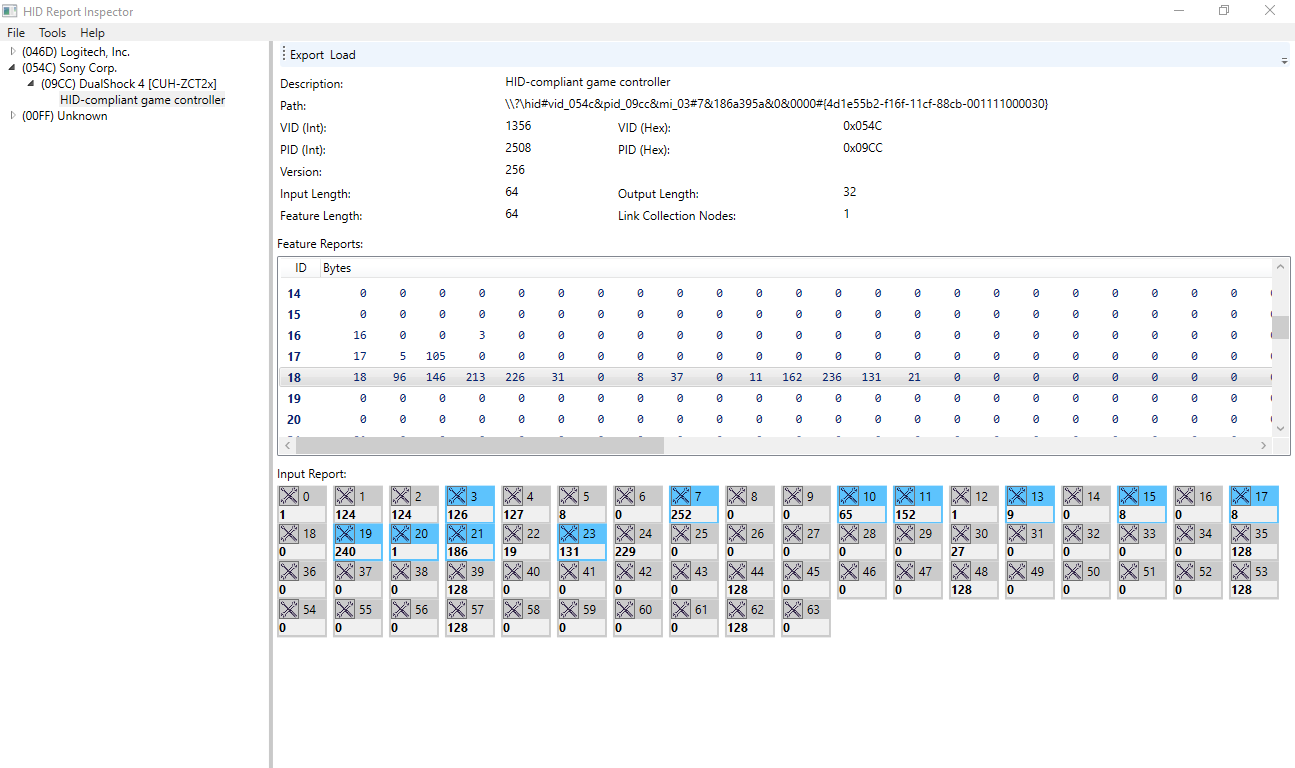 HID Report Inspector
File Tools Help
(046D) Logitech, Inc.
(054C) Sony Corp.
(09CC) DualShock 4 [CUH-ZCT2x]
HID-compliant game controller
(00FF) Unknown
Export Load
Description: HID-compliant game controller
Path: \\?\hid#vid_054c&pid_09cc&mi_03#7&186a395a&0&0000#{4d1e55b2-f16f-11cf-88cb-001111000030}
VID (Int): 1356 VID (Hex): 0x054C
PID (Int): 2508 PID (Hex): 0x09CC
Version: 256
Input Length: 64 Output Length: 32
Feature Length: 64 Link Collection Nodes: 1
Feature Reports:
ID Bytes
14 0 0 0 0 0 0 0 0 0 0 0 0 0 0 0 0 0 0 0 0 0 0 0
15 0 0 0 0 0 0 0 0 0 0 0 0 0 0 0 0 0 0 0 0 0 0 0
16 16 0 0 3 0 0 0 0 0 0 0 0 0 0 0 0 0 0 0 0 0 0 0
17 17 5 105 0 0 0 0 0 0 0 0 0 0 0 0 0 0 0 0 0 0 0 0
18 18 96 146 213 226 31 0 8 37 0 11 162 236 131 21 0 0 0 0 0 0 0 0
19 0 0 0 0 0 0 0 0 0 0 0 0 0 0 0 0 0 0 0 0 0 0 0
20 0 0 0 0 0 0 0 0 0 0 0 0 0 0 0 0 0 0 0 0 0 0 0
Input Report:
0 1 2 3 4 5 6 7 8 9 10 11 12 13 14 15 16 17
1 124 124 126 127 8 0 252 0 0 65 152 1 9 0 8 0 8
18 19 20 21 22 23 24 25 26 27 28 29 30 31 32 33 34 35
0 240 1 186 19 131 229 0 0 0 0 0 27 0 0 0 0 128
36 37 38 39 40 41 42 43 44 45 46 47 48 49 50 51 52 53
0 0 0 128 0 0 0 0 128 0 0 0 128 0 0 0 0 128
54 55 56 57 58 59 60 61 62 63
0 0 0 128 0 0 0 0 128 0